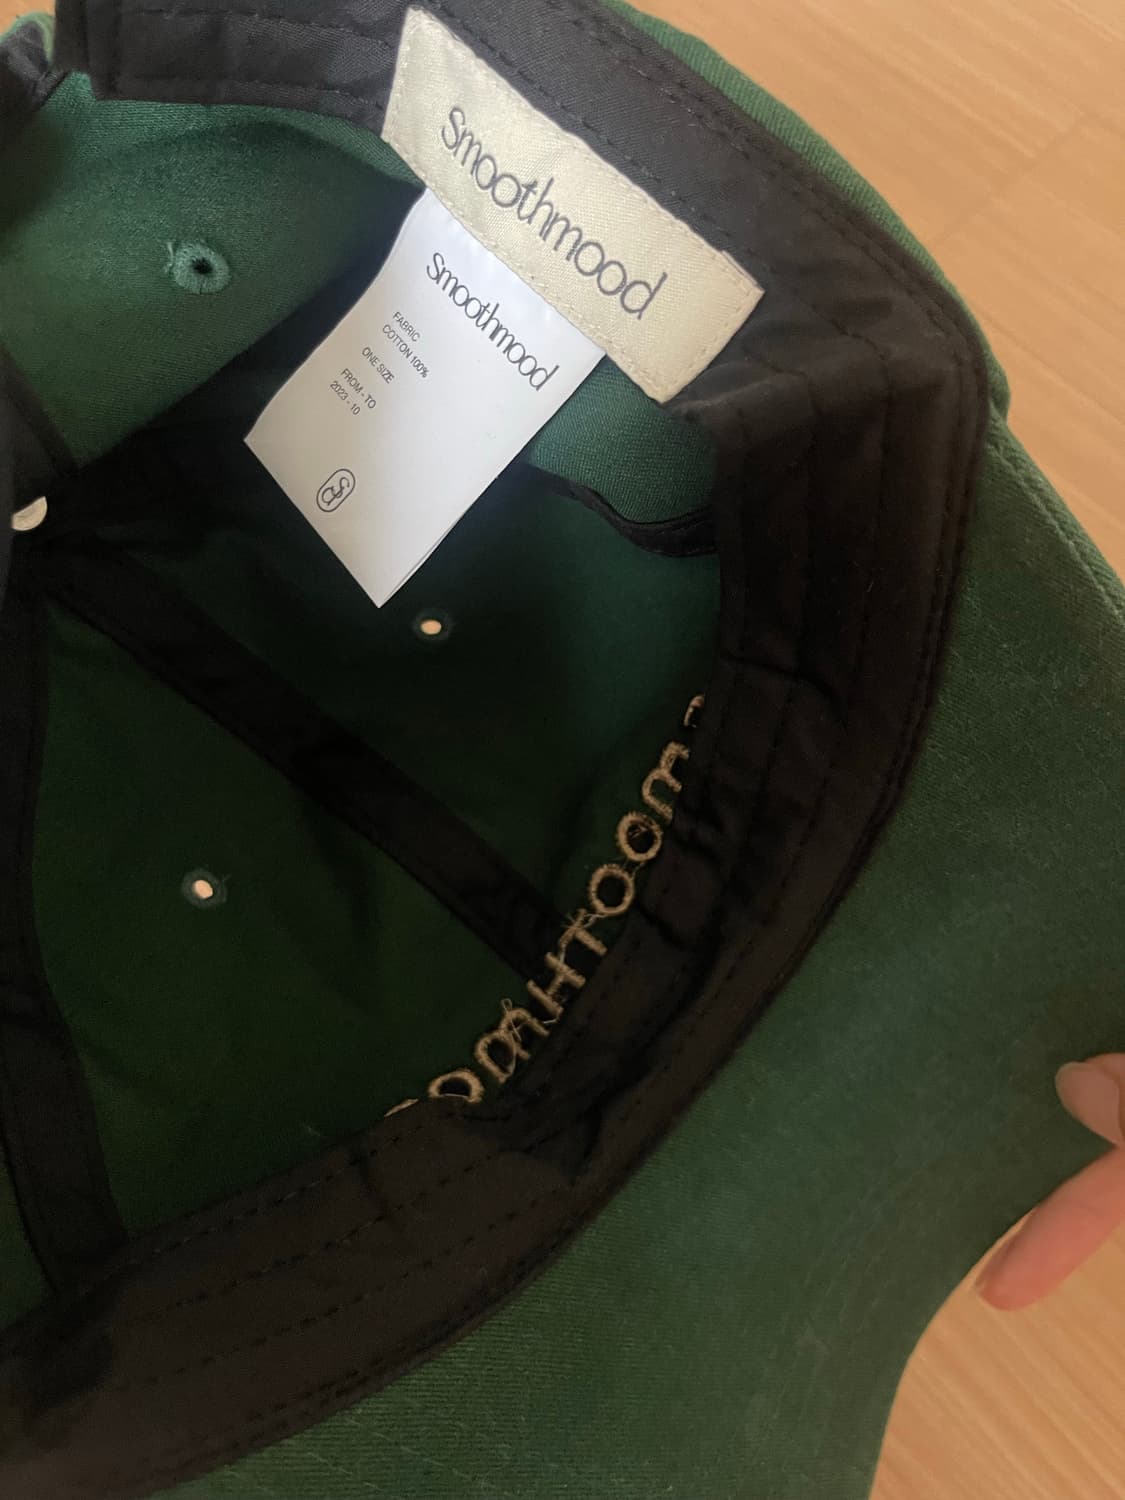 Smoothmood
Smoothmood
FABRIC
COTTON 100%
ONE SIZE
FROM - TO
2023 - 10